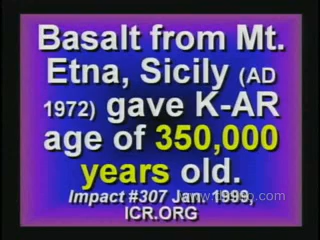 Basalt from Mt.
Etna, Sicily (AD
1972) gave K-AR
age of 350,000
years old.
Impact #307 Jan. 1999,
ICR.ORG